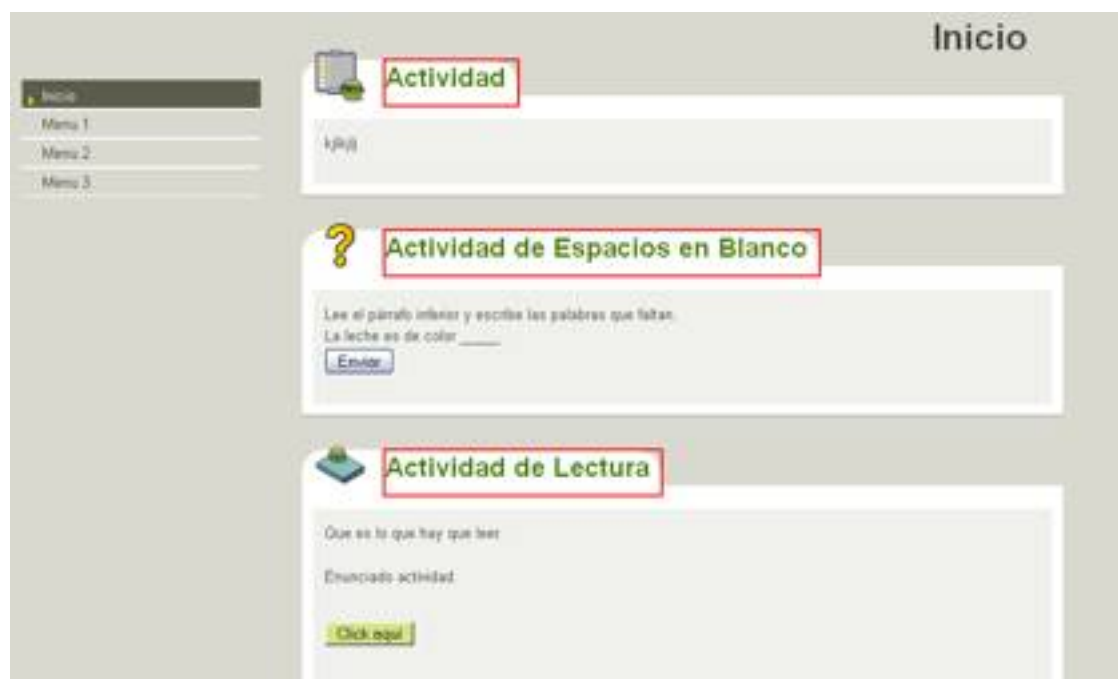 Inicio
Inicio
Menu 1
Menu 2
Menu 3
Actividad
Actividad de Espacios en Blanco
Lee el párrafo inferior y escribe las palabras que faltan.
La leche es de color _____
Enviar
Actividad de Lectura
Que es lo que hay que leer
Enunciado actividad
Click aquí